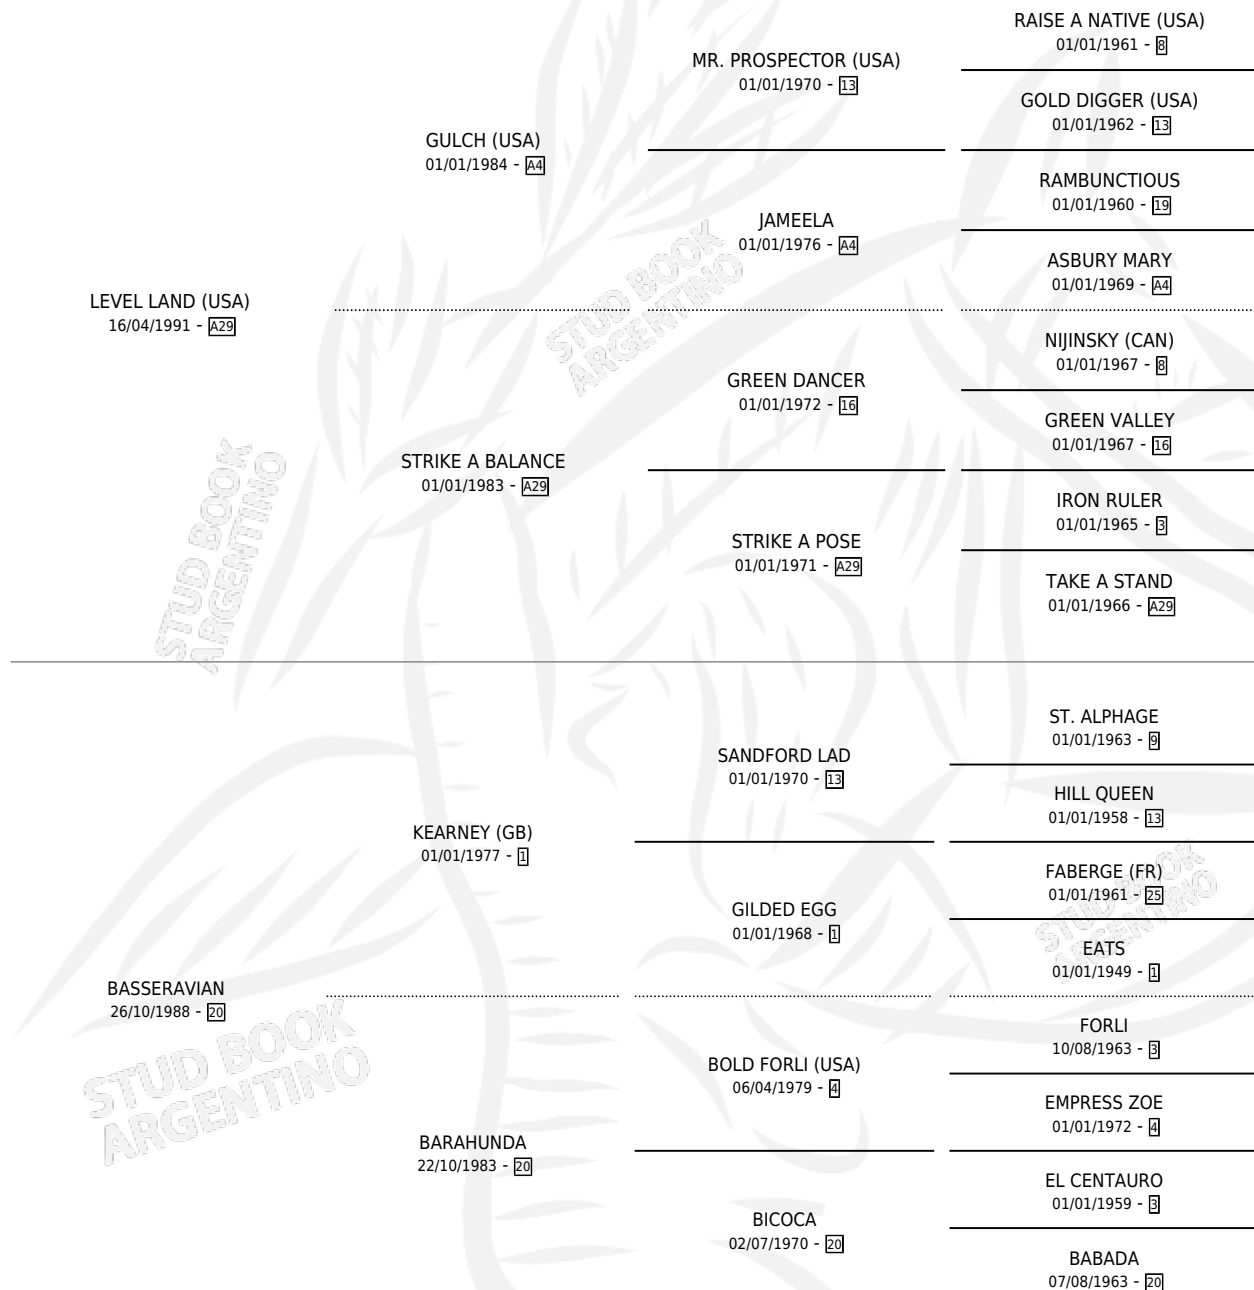 RAISE A NATIVE (USA)
01/01/1961 - 8
MR. PROSPECTOR (USA)
01/01/1970 - 13
GOLD DIGGER (USA)
01/01/1962 - 13
GULCH (USA)
01/01/1984 - A4
RAMBUNCTIOUS
01/01/1960 - 19
JAMEELA
01/01/1976 - A4
ASBURY MARY
01/01/1969 - A4
LEVEL LAND (USA)
16/04/1991 - A29
NIJINSKY (CAN)
01/01/1967 - 8
GREEN DANCER
01/01/1972 - 16
GREEN VALLEY
01/01/1967 - 16
STRIKE A BALANCE
01/01/1983 - A29
IRON RULER
01/01/1965 - 3
STRIKE A POSE
01/01/1971 - A29
TAKE A STAND
01/01/1966 - A29
ST. ALPHAGE
01/01/1963 - 9
SANDFORD LAD
01/01/1970 - 13
HILL QUEEN
01/01/1958 - 13
KEARNEY (GB)
01/01/1977 - 1
FABERGE (FR)
01/01/1961 - 25
GILDED EGG
01/01/1968 - 1
EATS
01/01/1949 - 1
BASSERAVIAN
26/10/1988 - 20
FORLI
10/08/1963 - 3
BOLD FORLI (USA)
06/04/1979 - 4
EMPRESS ZOE
01/01/1972 - 4
BARAHUNDA
22/10/1983 - 20
EL CENTAURO
01/01/1959 - 3
BICOCA
02/07/1970 - 20
BABADA
07/08/1963 - 20
STUD BOOK
ARGENTINO
STUD BOOK
ARGENTINO
STUD BOOK
ARGENTINO
STUD BOOK
ARGENTINO